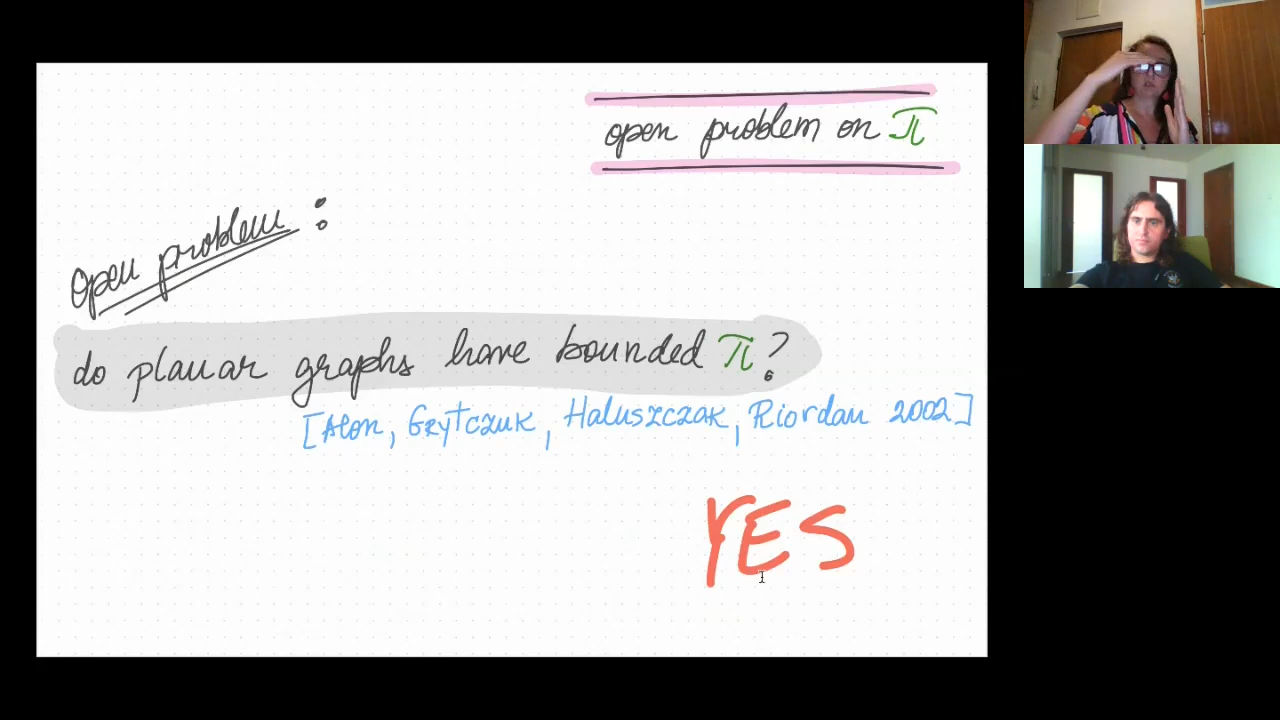 open problem on π
Open problem:
do planar graphs have bounded π?
[Alon, Grytczuk, Haluszczak, Riordan 2002]
YES